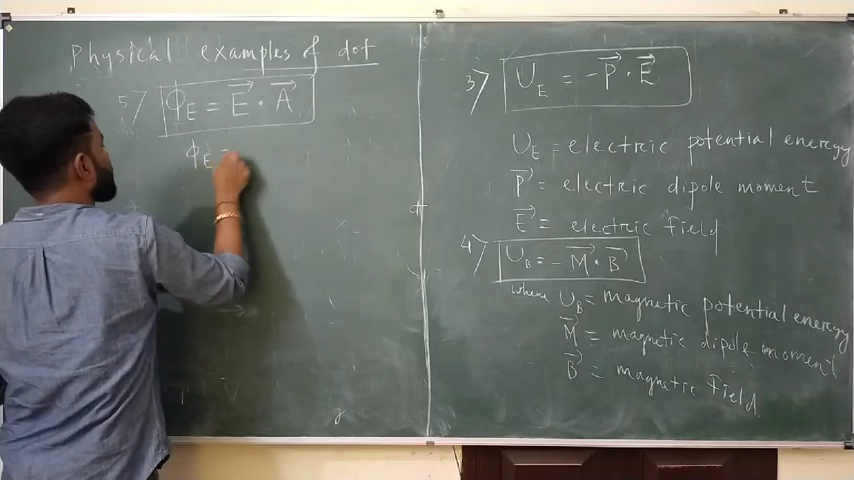 Physical examples of dot
5> ϕ_E = E⃗ · A⃗
ϕ_E =
3> U_E = -P⃗ · E⃗
U_E = electric potential energy
P⃗ = electric dipole moment
E⃗ = electric field
4> U_B = -M⃗ · B⃗
where U_B = magnetic potential energy
M⃗ = magnetic dipole moment
B⃗ = magnetic field